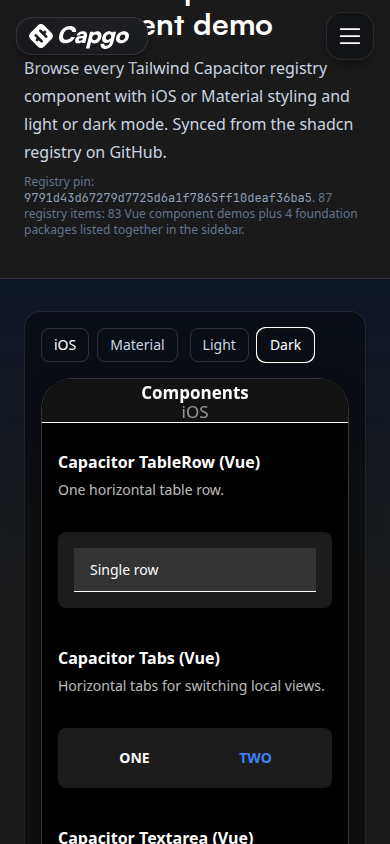 Capgo
ent demo
Browse every Tailwind Capacitor registry
component with iOS or Material styling and
light or dark mode. Synced from the shadcn
registry on GitHub.
Registry pin:
9791d43d67279d7725d6a1f7865ff10deaf36ba5. 87
registry items: 83 Vue component demos plus 4 foundation
packages listed together in the sidebar.
iOS
Material
Light
Dark
Components
iOS
Capacitor TableRow (Vue)
One horizontal table row.
Single row
Capacitor Tabs (Vue)
Horizontal tabs for switching local views.
ONE
TWO
Capacitor Textarea (Vue)